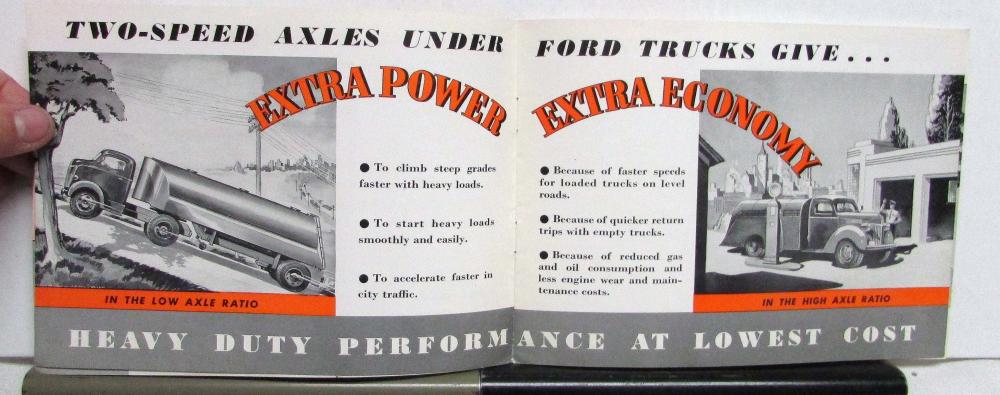 TWO-SPEED AXLES UNDER FORD TRUCKS GIVE...
EXTRA POWER
● To climb steep grades
faster with heavy loads.
● To start heavy loads
smoothly and easily.
● To accelerate faster in
city traffic.
IN THE LOW AXLE RATIO
EXTRA ECONOMY
● Because of faster speeds
for loaded trucks on level
roads.
● Because of quicker return
trips with empty trucks.
● Because of reduced gas
and oil consumption and
less engine wear and main-
tenance costs.
IN THE HIGH AXLE RATIO
HEAVY DUTY PERFORMANCE AT LOWEST COST